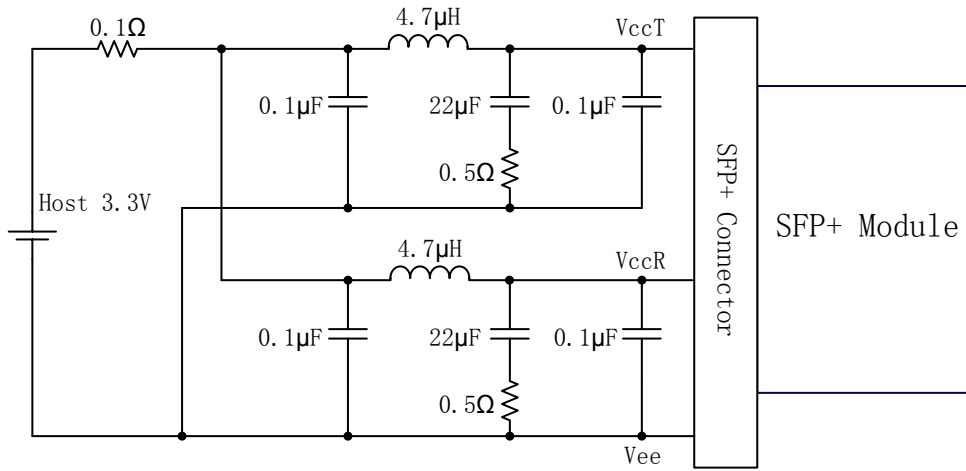 4.7μH
0.1Ω
VccT
0.1μF
22μF
0.1μF
0.5Ω
Host 3.3V
SFP+ Connector
SFP+ Module
4.7μH
VccR
0.1μF
22μF
0.1μF
0.5Ω
Vee